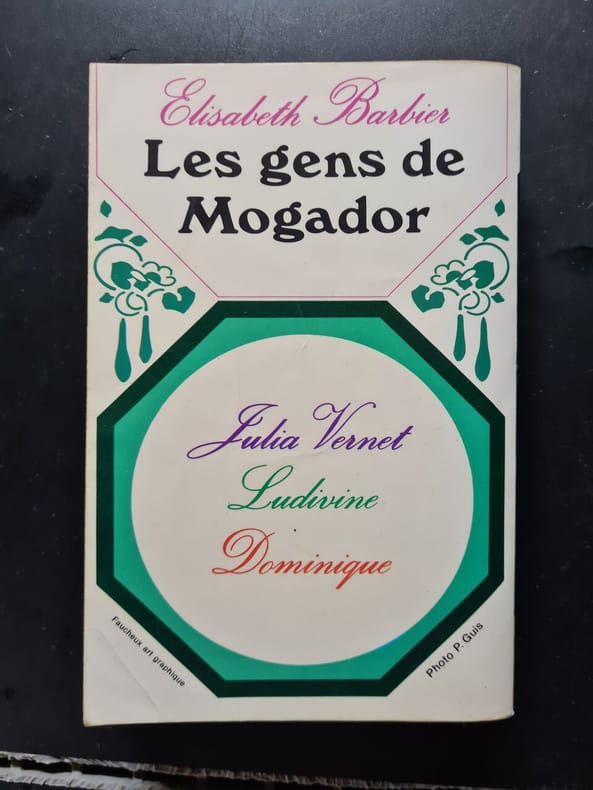 Elisabeth Barbier
Les gens de
Mogador
Julia Vernet
Ludivine
Dominique
Faucheux art graphique
Photo P. Guis